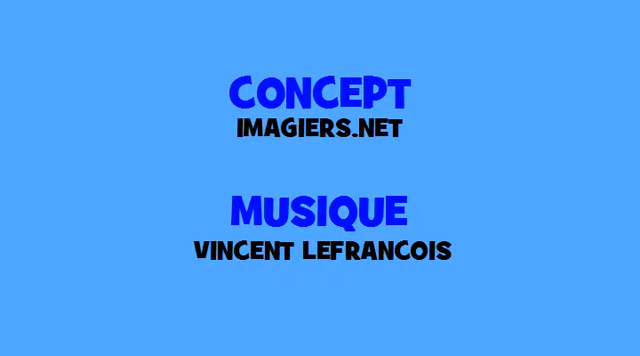 CONCEPT
IMAGIERS.NET
MUSIQUE
VINCENT LEFRANCOIS